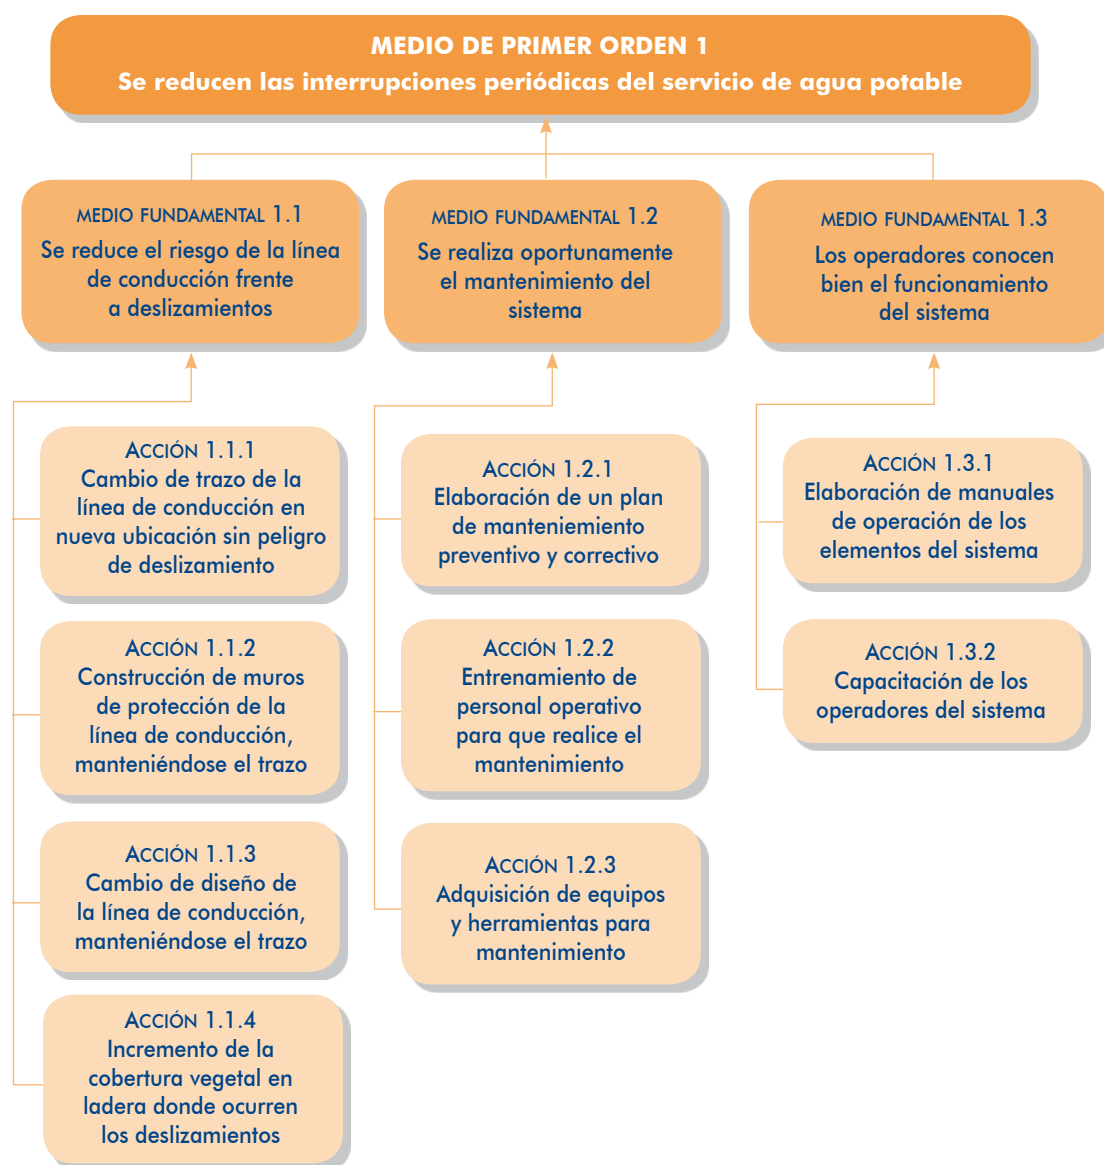 MEDIO DE PRIMER ORDEN 1
Se reducen las interrupciones periódicas del servicio de agua potable
MEDIO FUNDAMENTAL 1.1
Se reduce el riesgo de la línea
de conducción frente
a deslizamientos
MEDIO FUNDAMENTAL 1.2
Se realiza oportunamente
el mantenimiento del
sistema
MEDIO FUNDAMENTAL 1.3
Los operadores conocen
bien el funcionamiento
del sistema
ACCIÓN 1.1.1
Cambio de trazo de la
línea de conducción en
nueva ubicación sin peligro
de deslizamiento
ACCIÓN 1.1.2
Construcción de muros
de protección de la
línea de conducción,
manteniéndose el trazo
ACCIÓN 1.1.3
Cambio de diseño de
la línea de conducción,
manteniéndose el trazo
ACCIÓN 1.1.4
Incremento de la
cobertura vegetal en
ladera donde ocurren
los deslizamientos
ACCIÓN 1.2.1
Elaboración de un plan
de manteniemiento
preventivo y correctivo
ACCIÓN 1.2.2
Entrenamiento de
personal operativo
para que realice el
mantenimiento
ACCIÓN 1.2.3
Adquisición de equipos
y herramientas para
mantenimiento
ACCIÓN 1.3.1
Elaboración de manuales
de operación de los
elementos del sistema
ACCIÓN 1.3.2
Capacitación de los
operadores del sistema